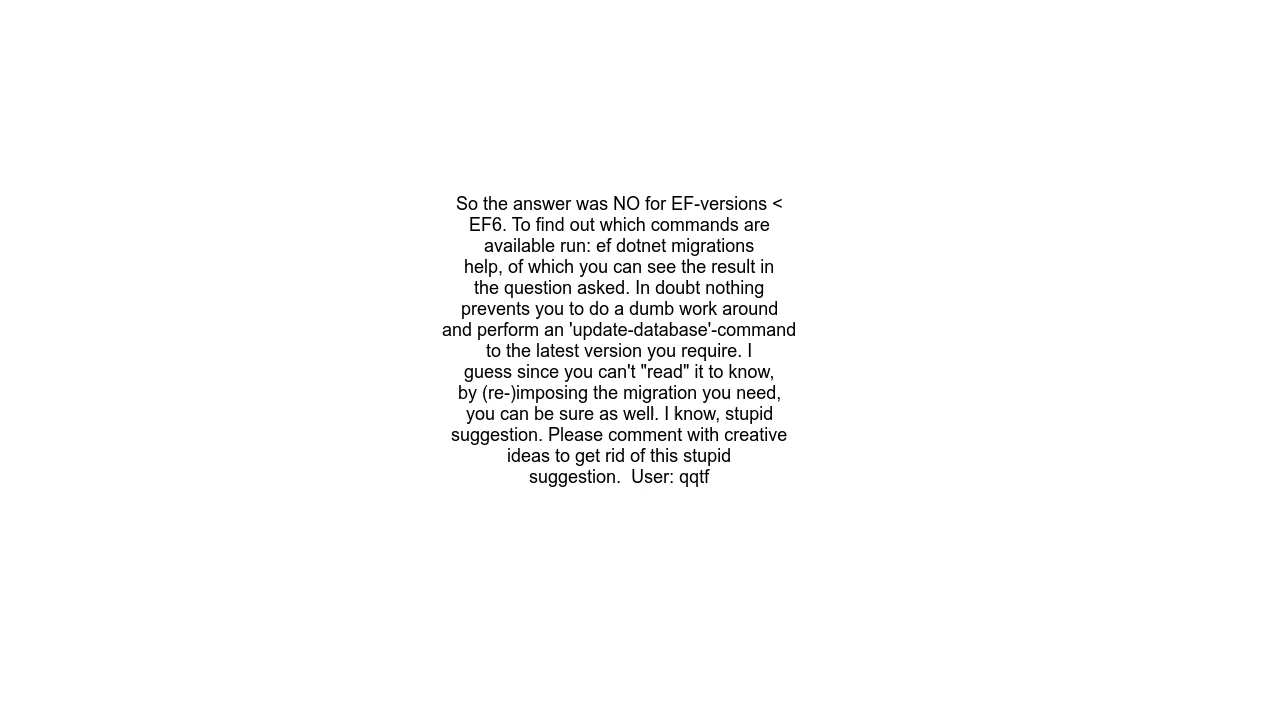 So the answer was NO for EF-versions <
EF6. To find out which commands are
available run: ef dotnet migrations
help, of which you can see the result in
the question asked. In doubt nothing
prevents you to do a dumb work around
and perform an 'update-database'-command
to the latest version you require. I
guess since you can't "read" it to know,
by (re-)imposing the migration you need,
you can be sure as well. I know, stupid
suggestion. Please comment with creative
ideas to get rid of this stupid
suggestion.  User: qqtf